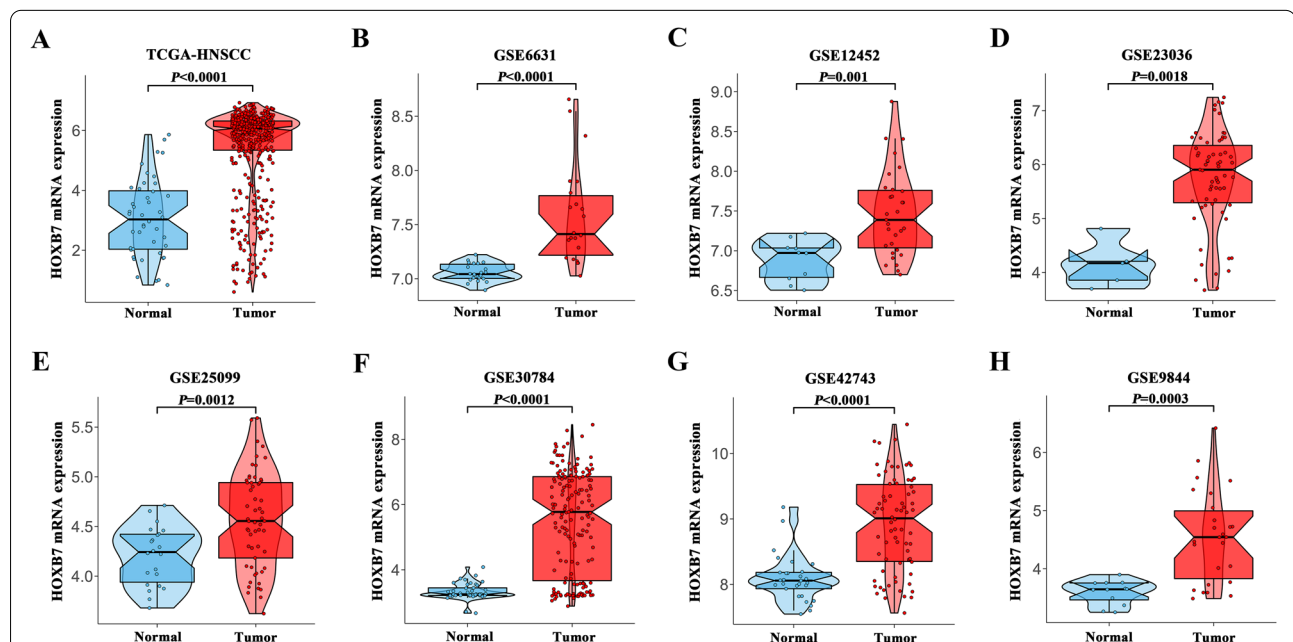 A
TCGA-HNSCC
P<0.0001
HOXB7 mRNA expression
6
4
2
Normal Tumor
B
GSE6631
P<0.0001
HOXB7 mRNA expression
8.5
8.0
7.5
7.0
Normal Tumor
C
GSE12452
P=0.001
HOXB7 mRNA expression
9.0
8.5
8.0
7.5
7.0
6.5
Normal Tumor
D
GSE23036
P=0.0018
HOXB7 mRNA expression
7
6
5
4
Normal Tumor
E
GSE25099
P=0.0012
HOXB7 mRNA expression
5.5
5.0
4.5
4.0
Normal Tumor
F
GSE30784
P<0.0001
HOXB7 mRNA expression
8
6
4
Normal Tumor
G
GSE42743
P<0.0001
HOXB7 mRNA expression
10
9
8
Normal Tumor
H
GSE9844
P=0.0003
HOXB7 mRNA expression
6
5
4
Normal Tumor